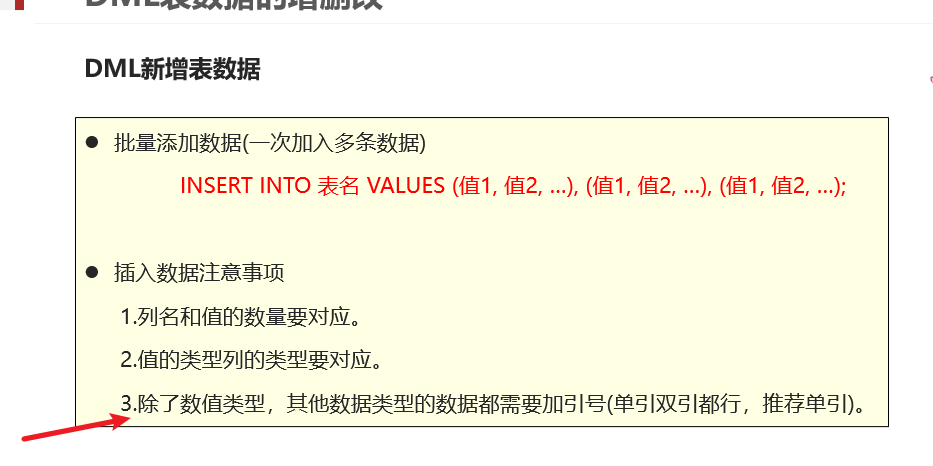 DML表数据的增删改
DML新增表数据
● 批量添加数据(一次加入多条数据)
INSERT INTO 表名 VALUES (值1, 值2, …), (值1, 值2, …), (值1, 值2, …);
● 插入数据注意事项
1.列名和值的数量要对应。
2.值的类型列的类型要对应。
3.除了数值类型，其他数据类型的数据都需要加引号(单引双引都行，推荐单引)。